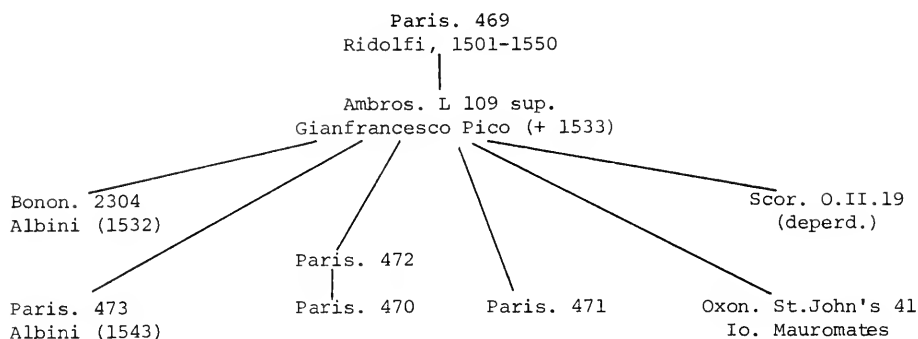 Paris. 469
Ridolfi, 1501-1550
Ambros. L 109 sup.
Gianfrancesco Pico (+ 1533)
Bonon. 2304
Albini (1532)
Scor. O.II.19
(deperd.)
Paris. 472
Paris. 473
Albini (1543)
Paris. 470
Paris. 471
Oxon. St.John's 41
Io. Mauromates